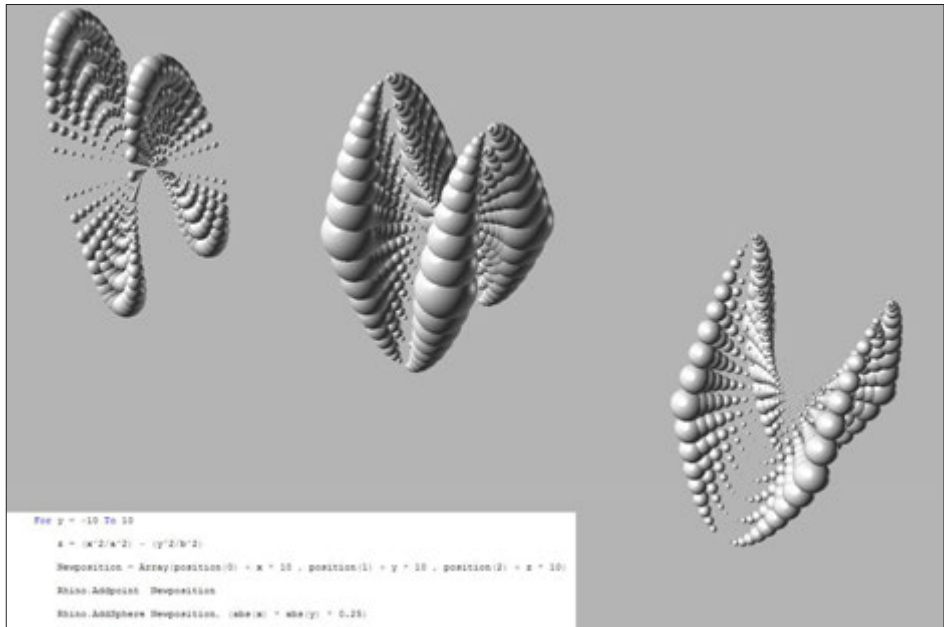 For y = -10 To 10
z = (x^2/a^2) - (y^2/b^2)
Newposition = Array(position(0) + x * 10 , position(1) + y * 10 , position(2) + z * 10)
Rhino.Addpoint Newposition
Rhino.AddSphere Newposition, (abs(x) * abs(y) * 0.25)